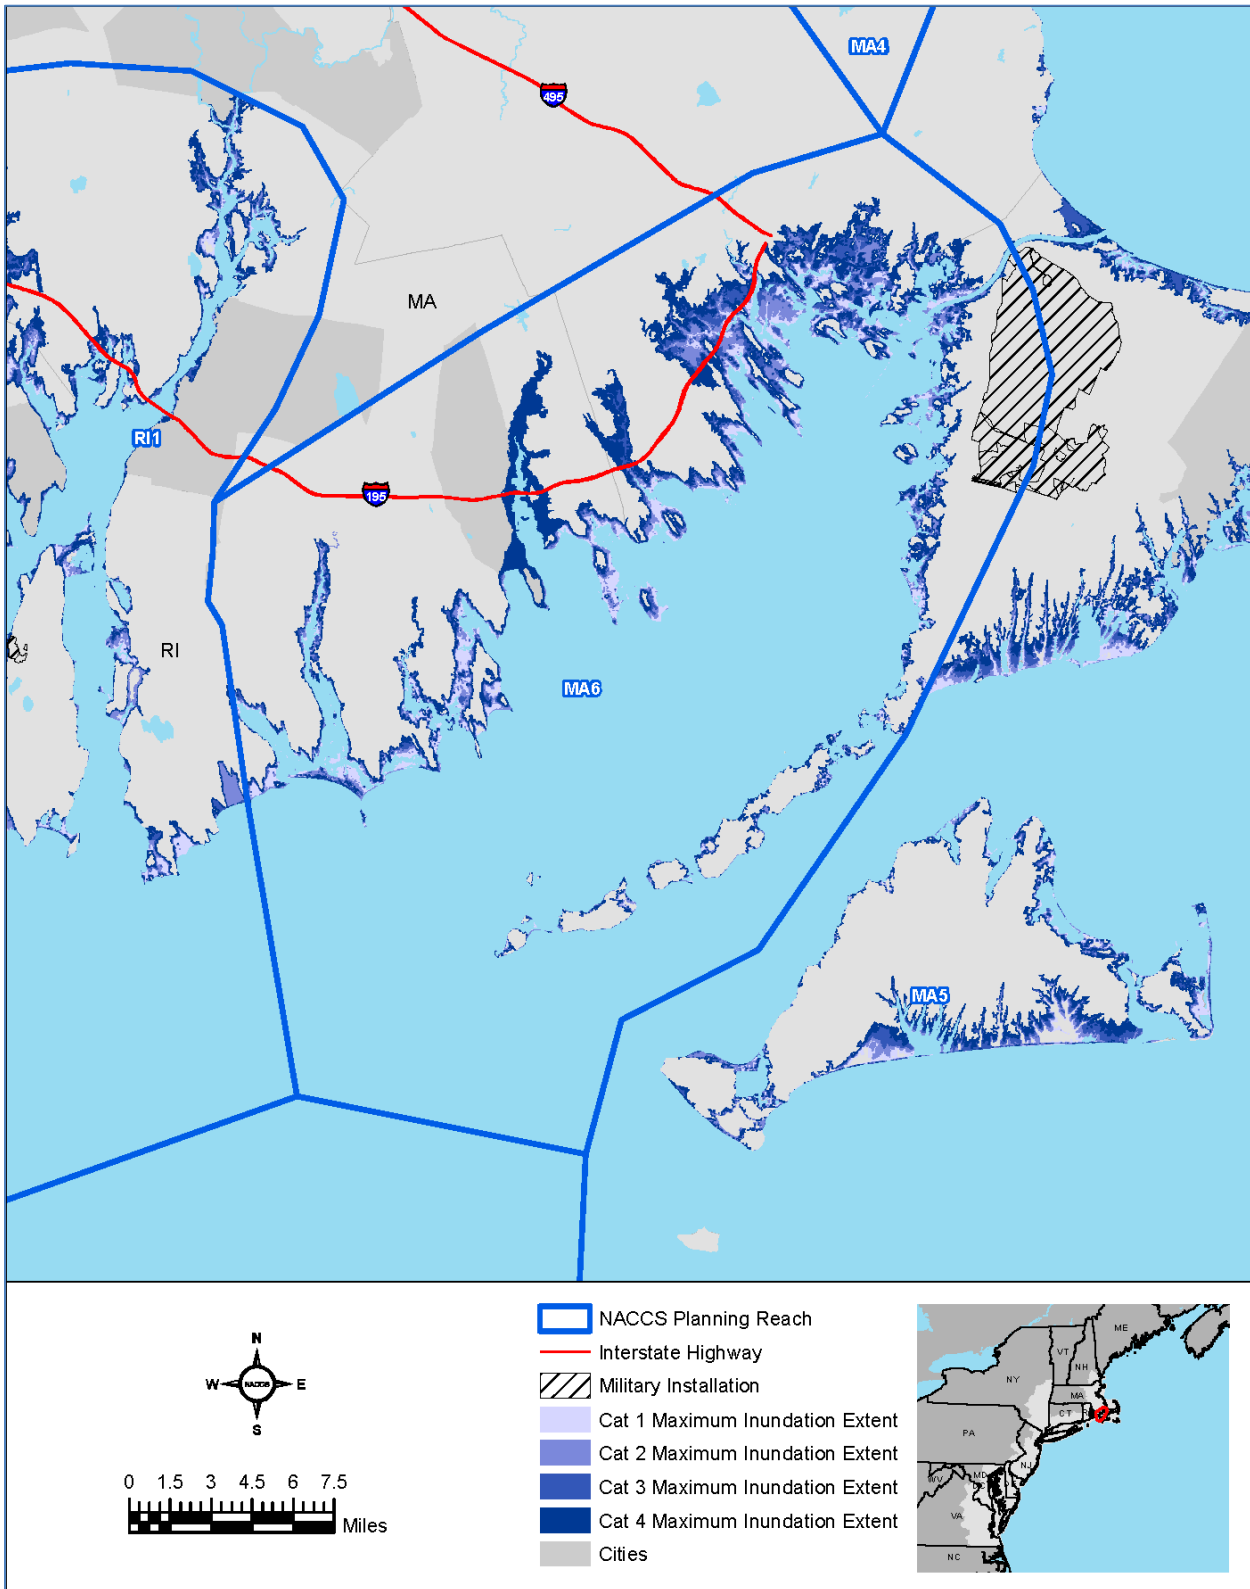 MA4
495
MA
RI1
195
RI
MA6
MA5
N
W NACCS E
S
0 1.5 3 4.5 6 7.5
Miles
NACCS Planning Reach
Interstate Highway
Military Installation
Cat 1 Maximum Inundation Extent
Cat 2 Maximum Inundation Extent
Cat 3 Maximum Inundation Extent
Cat 4 Maximum Inundation Extent
Cities
ME
VT
NH
NY
MA
CT
PA
NJ
MD
WV
VA
NC